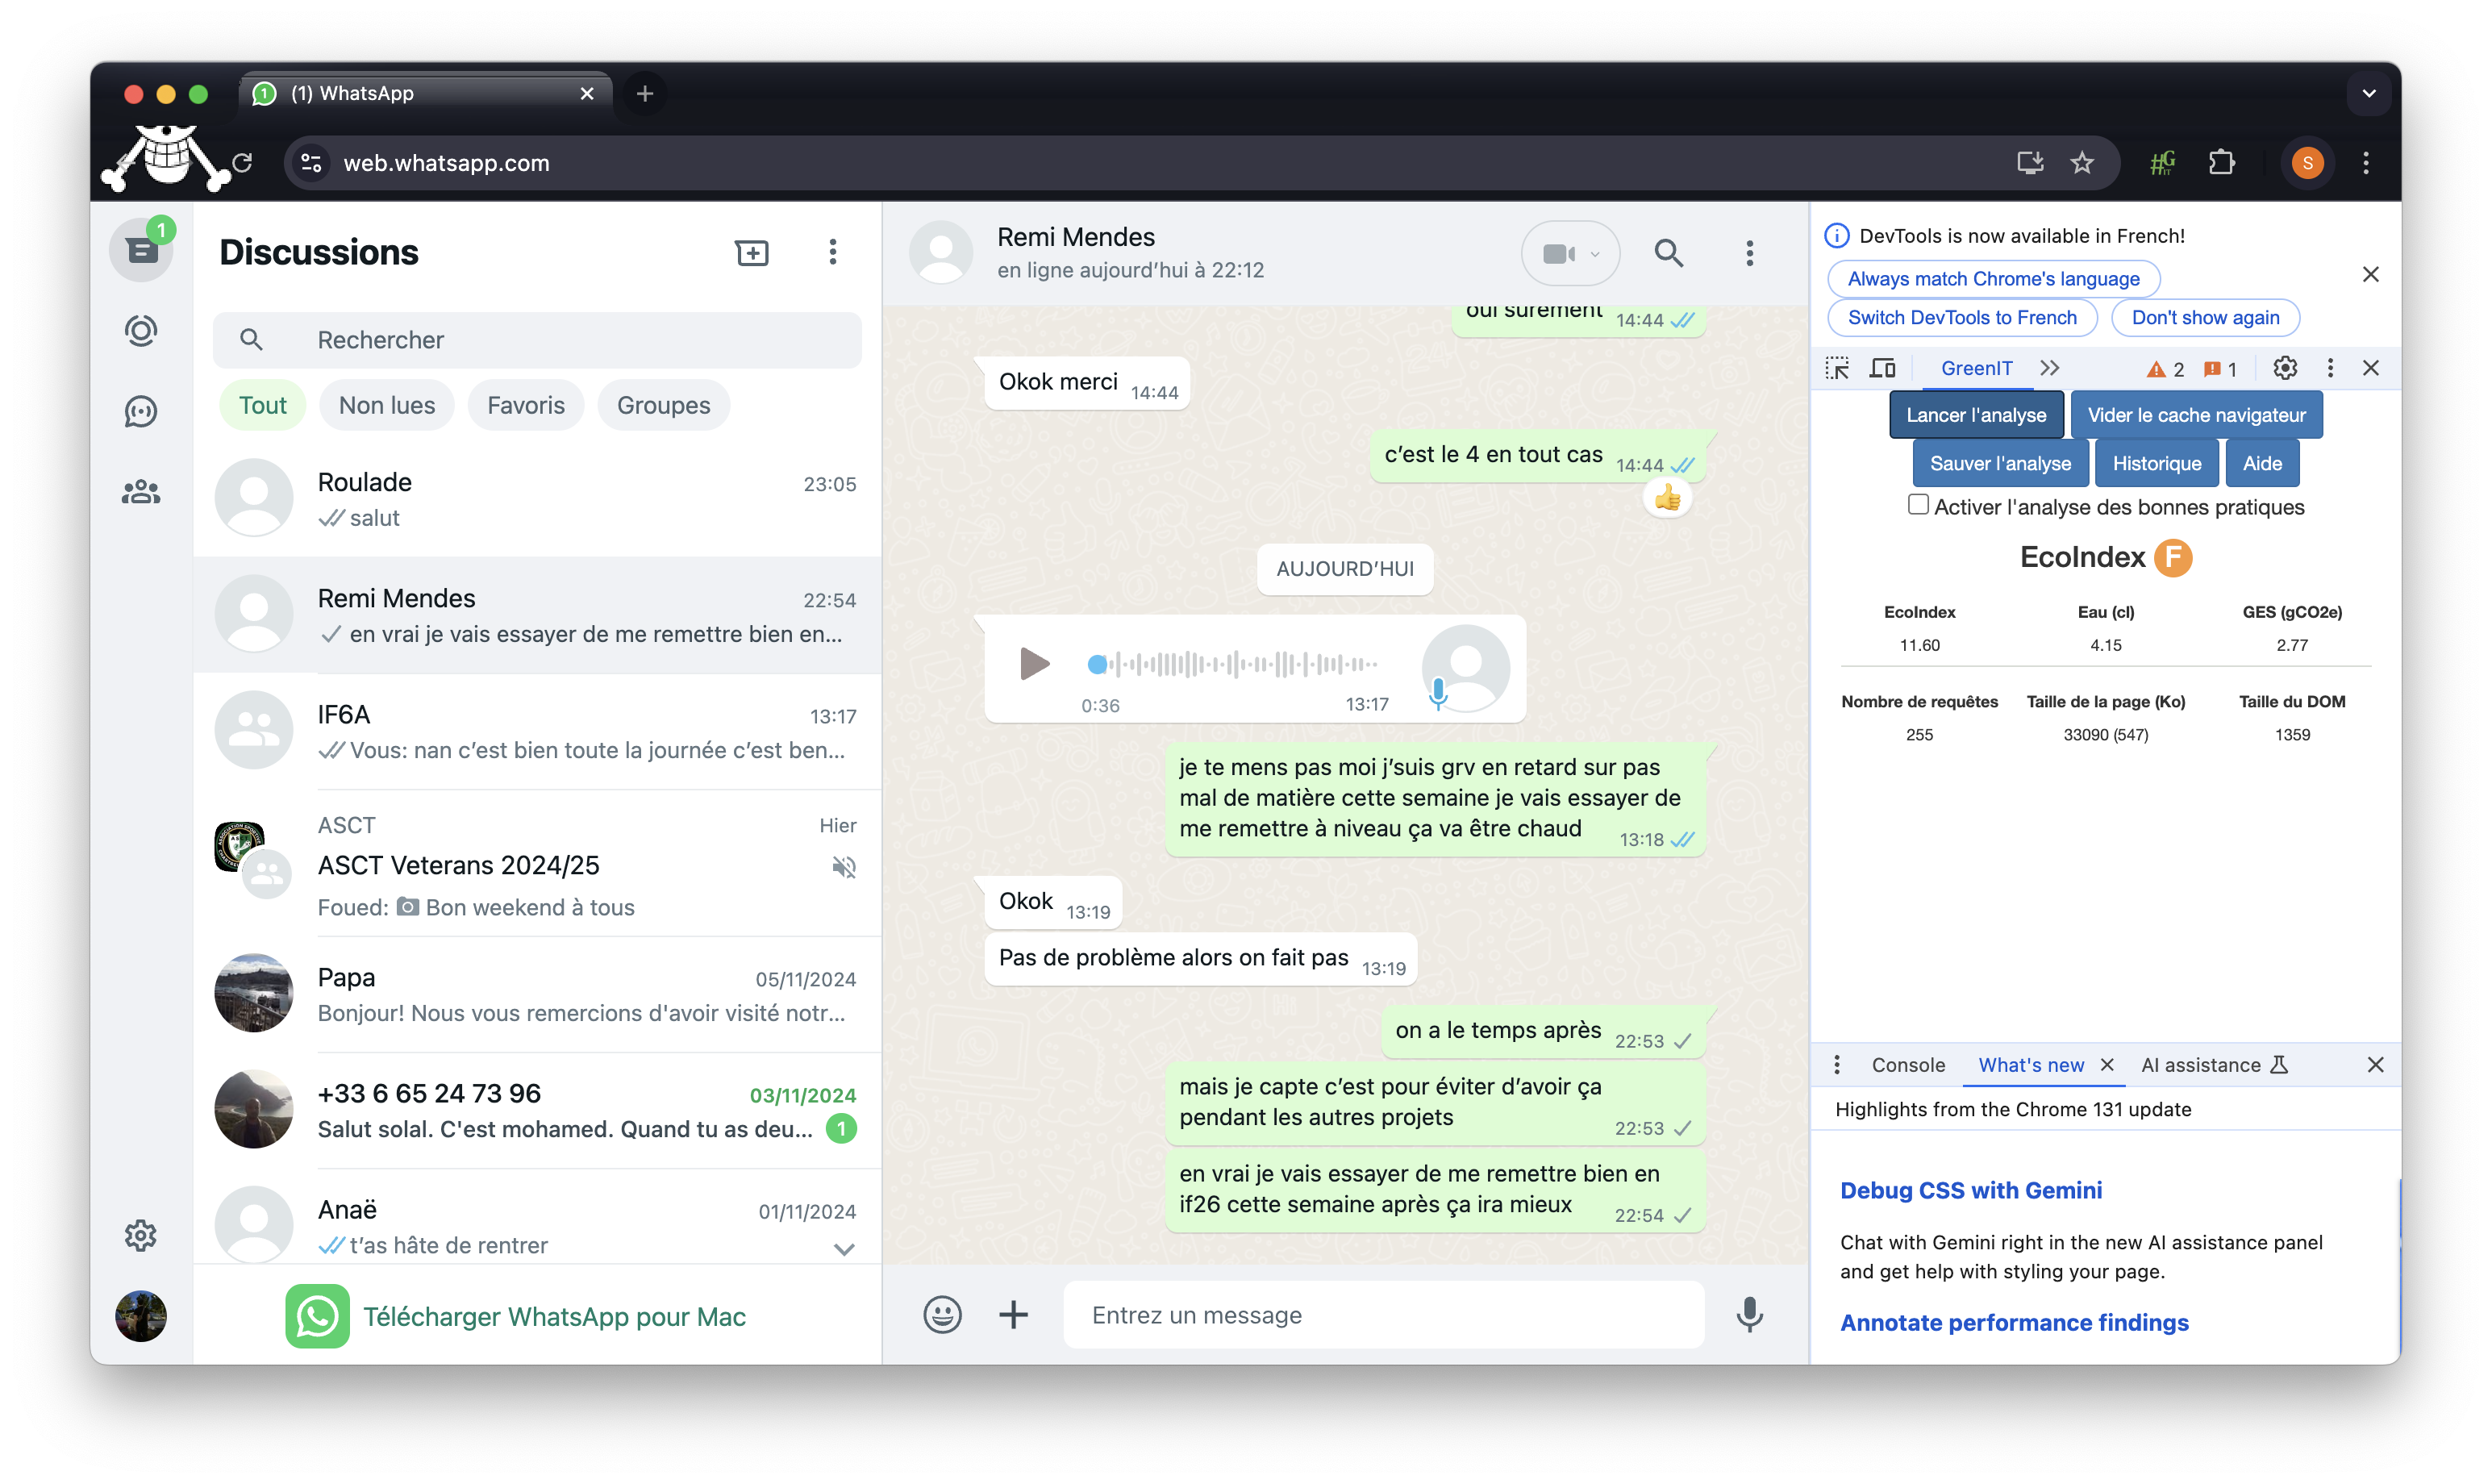 1
(1) WhatsApp
web.whatsapp.com
#G
IT
S
1
Discussions
Rechercher
Tout
Non lues
Favoris
Groupes
Roulade
23:05
salut
Remi Mendes
22:54
en vrai je vais essayer de me remettre bien en...
IF6A
13:17
Vous: nan c’est bien toute la journée c’est ben...
ASCT
Hier
ASCT Veterans 2024/25
Foued: Bon weekend à tous
Papa
05/11/2024
Bonjour! Nous vous remercions d'avoir visité notr...
+33 6 65 24 73 96
03/11/2024
Salut solal. C'est mohamed. Quand tu as deu...
1
Anaë
01/11/2024
t’as hâte de rentrer
Télécharger WhatsApp pour Mac
Remi Mendes
en ligne aujourd’hui à 22:12
oui surement 14:44
Okok merci 14:44
c’est le 4 en tout cas 14:44
AUJOURD’HUI
0:36
13:17
je te mens pas moi j’suis grv en retard sur pas
mal de matière cette semaine je vais essayer de
me remettre à niveau ça va être chaud 13:18
Okok 13:19
Pas de problème alors on fait pas 13:19
on a le temps après 22:53
mais je capte c’est pour éviter d’avoir ça
pendant les autres projets 22:53
en vrai je vais essayer de me remettre bien en
if26 cette semaine après ça ira mieux 22:54
Entrez un message
DevTools is now available in French!
Always match Chrome's language
Switch DevTools to French
Don't show again
GreenIT
2
1
Lancer l'analyse
Vider le cache navigateur
Sauver l'analyse
Historique
Aide
Activer l'analyse des bonnes pratiques
EcoIndex F
EcoIndex Eau (cl) GES (gCO2e)
11.60 4.15 2.77
Nombre de requêtes Taille de la page (Ko) Taille du DOM
255 33090 (547) 1359
Console
What's new
AI assistance
Highlights from the Chrome 131 update
Debug CSS with Gemini
Chat with Gemini right in the new AI assistance panel
and get help with styling your page.
Annotate performance findings